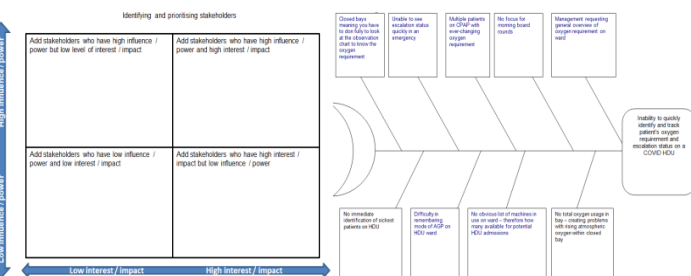 Identifying and prioritising stakeholders
High influence / power
Low influence / power
Add stakeholders who have high influence /
power but low level of interest / impact
Add stakeholders who have high influence /
power and high interest / impact
Add stakeholders who have low influence /
power and low interest / impact
Add stakeholders who have high interest /
impact but low influence / power
Low interest / impact
High interest / impact
Closed bays
meaning you have
to don fully to look
at the observation
chart to know the
oxygen
requirement
Unable to see
escalation status
quickly in an
emergency
Multiple patients
on CPAP with
ever-changing
oxygen
requirement
No focus for
morning board
rounds
Management requesting
general overview of
oxygen requirement on
ward
Inability to quickly
identify and track
patient's oxygen
requirement and
escalation status on a
COVID HDU
No immediate
identification of sickest
patients on HDU
Difficulty in
remembering
mode of AGP on
HDU ward
No obvious list of machines in
use on ward – therefore how
many available for potential
HDU admissions
No total oxygen usage in
bay – creating problems
with rising atmospheric
oxygen within closed
bay